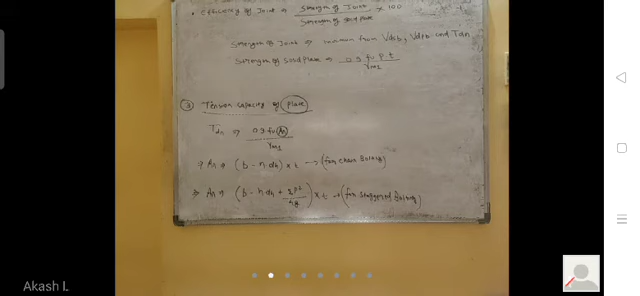 • Efficiency of Joint ⇒ Strength of Joint / Strength of solid plate × 100
Strength of Joint ⇒ minimum from Vdsb, Vdpb and Tdn
Strength of solid plate ⇒ 0.9 fu p t / γm1
③ Tension capacity of plate
Tdn ⇒ 0.9 fu An / γm1
⇒ An ⇒ (b - n dh) × t → (for chain Bolting)
⇒ An ⇒ (b - n dh + Σ p² / 4g) × t → (for staggered Bolting)
Akash L